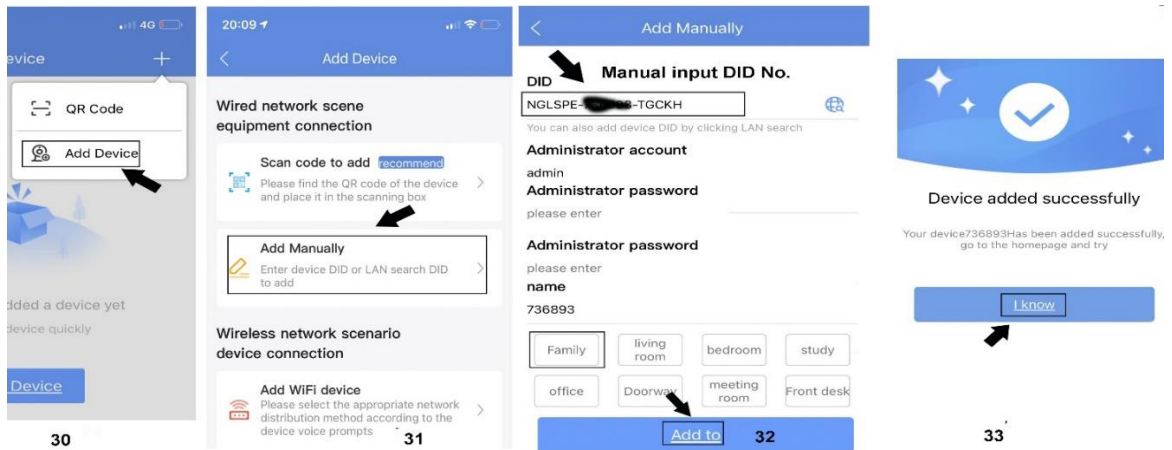 4G
evice
+
QR Code
Add Device
dded a device yet
device quickly
Device
30
20:09
Add Device
Wired network scene
equipment connection
Scan code to add recommend
Please find the QR code of the device
and place it in the scanning box
Add Manually
Enter device DID or LAN search DID
to add
Wireless network scenario
device connection
Add WiFi device
Please select the appropriate network
distribution method according to the
device voice prompts
31
Add Manually
DID
Manual input DID No.
NGLSPE- -TGCKH
You can also add device DID by clicking LAN search
Administrator account
admin
Administrator password
please enter
Administrator password
please enter
name
736893
Family
living
room
bedroom
study
office
Doorway
meeting
room
Front desk
Add to
32
Device added successfully
Your device736893Has been added successfully,
go to the homepage and try
I know
33